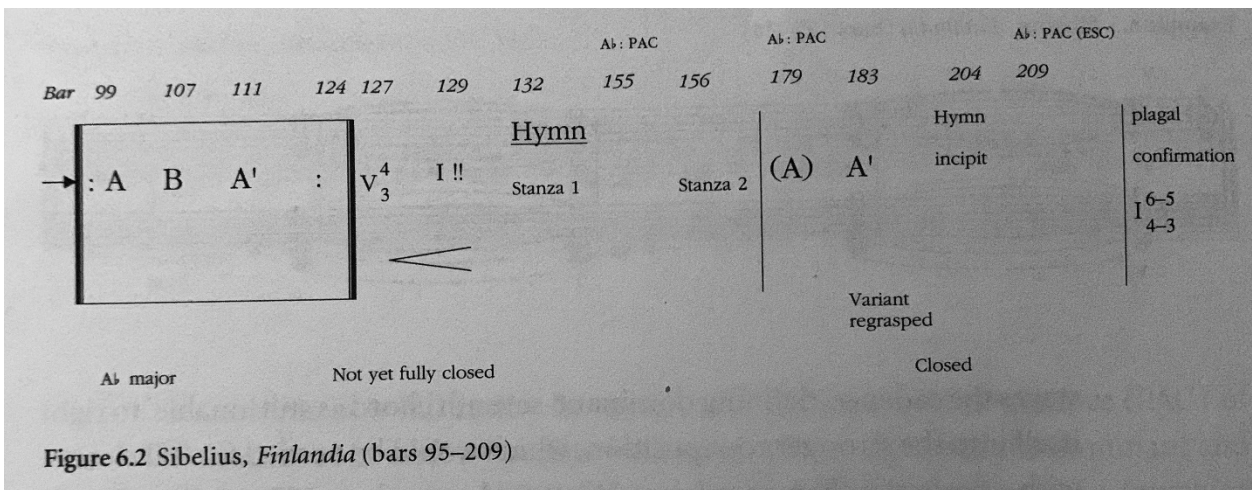 A♭: PAC A♭: PAC A♭: PAC (ESC)
Bar 99 107 111 124 127 129 132 155 156 179 183 204 209
Hymn Hymn plagal
: A B A' : V4 3 I !! Stanza 1 Stanza 2 (A) A' incipit confirmation
I6–5 4–3
Variant
regrasped
A♭ major Not yet fully closed Closed
Figure 6.2 Sibelius, Finlandia (bars 95–209)